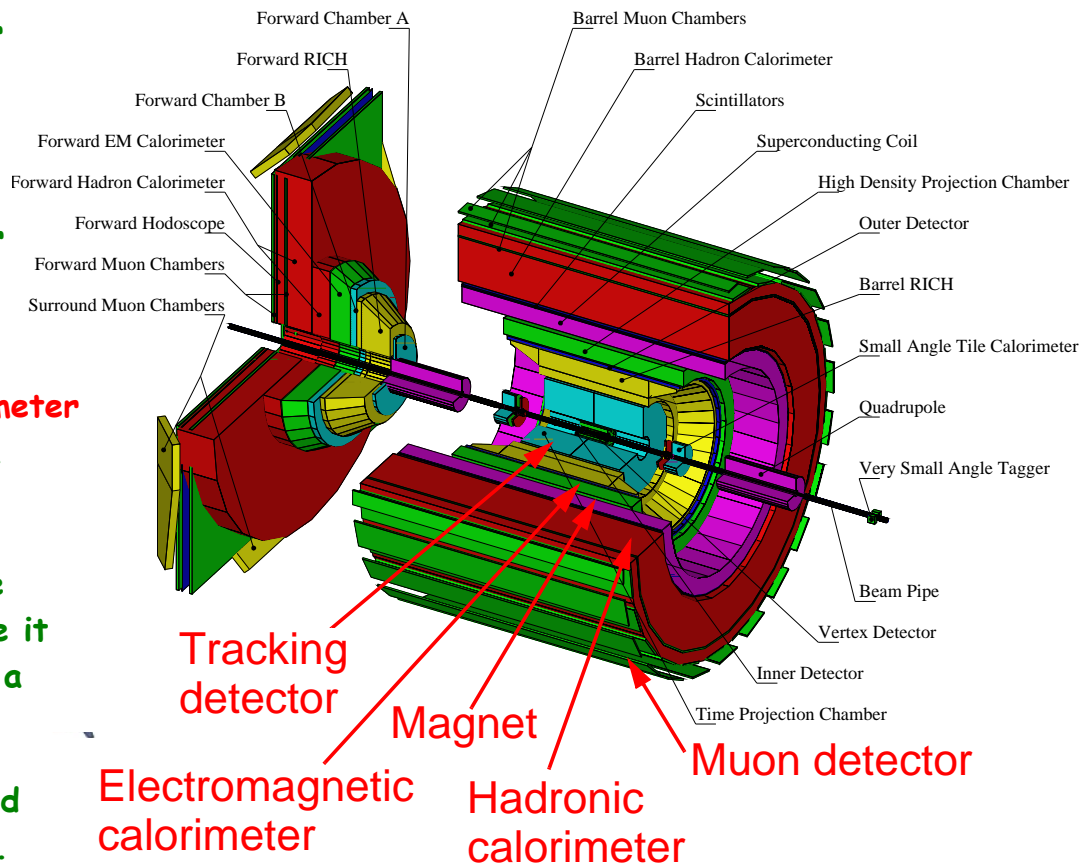 Forward Chamber A
Forward RICH
Forward Chamber B
Forward EM Calorimeter
Forward Hadron Calorimeter
Forward Hodoscope
Forward Muon Chambers
Surround Muon Chambers
Barrel Muon Chambers
Barrel Hadron Calorimeter
Scintillators
Superconducting Coil
High Density Projection Chamber
Outer Detector
Barrel RICH
Small Angle Tile Calorimeter
Quadrupole
Very Small Angle Tagger
Beam Pipe
Vertex Detector
Inner Detector
Time Projection Chamber
Tracking
detector
Magnet
Electromagnetic
calorimeter
Hadronic
calorimeter
Muon detector
it
a